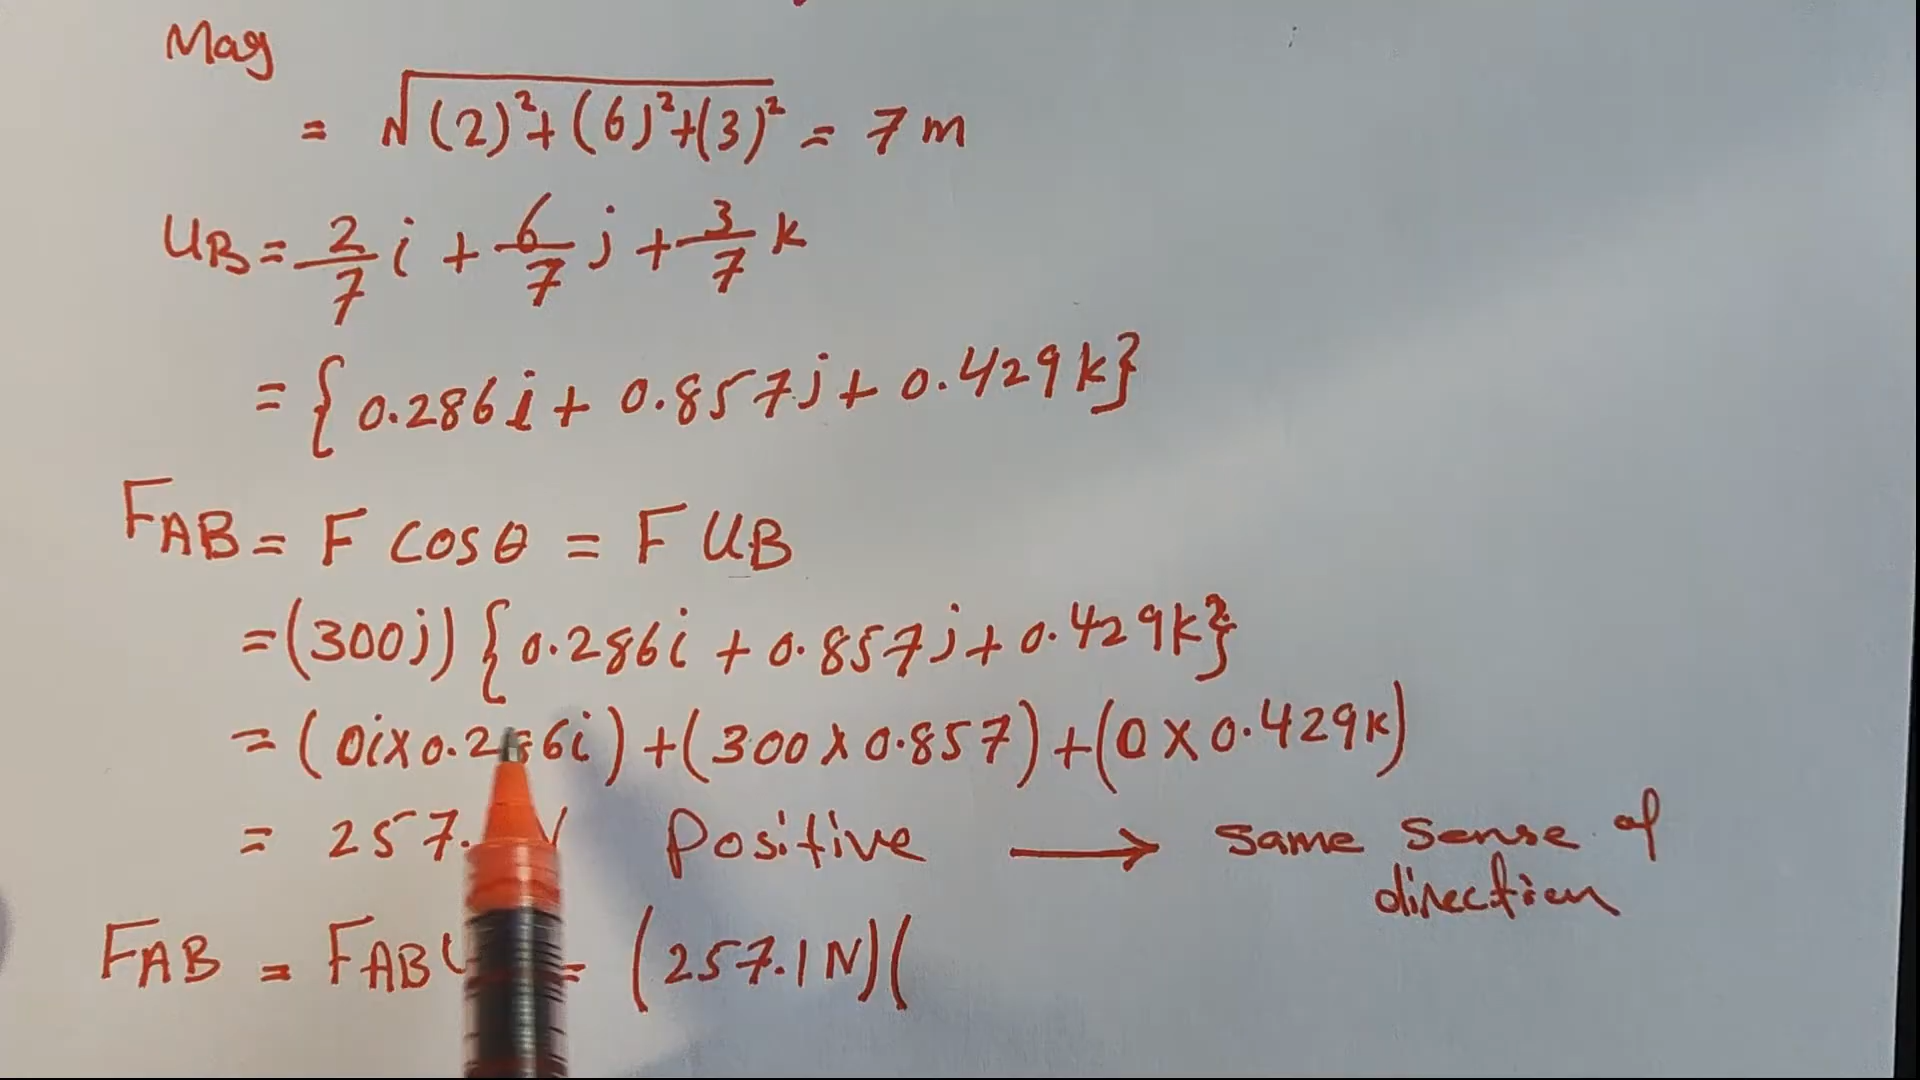 Mag
= √(2)²+(6)²+(3)² = 7 m
UB = 2/7 i + 6/7 j + 3/7 k
= {0.286i + 0.857j + 0.429k}
FAB = F COSθ = F UB
= (300j) {0.286i + 0.857j + 0.429k}
= (0i x 0.286i) + (300 x 0.857) + (0 x 0.429k)
= 257. Positive → same sense of
direction
FAB = FAB = (257.1N)(